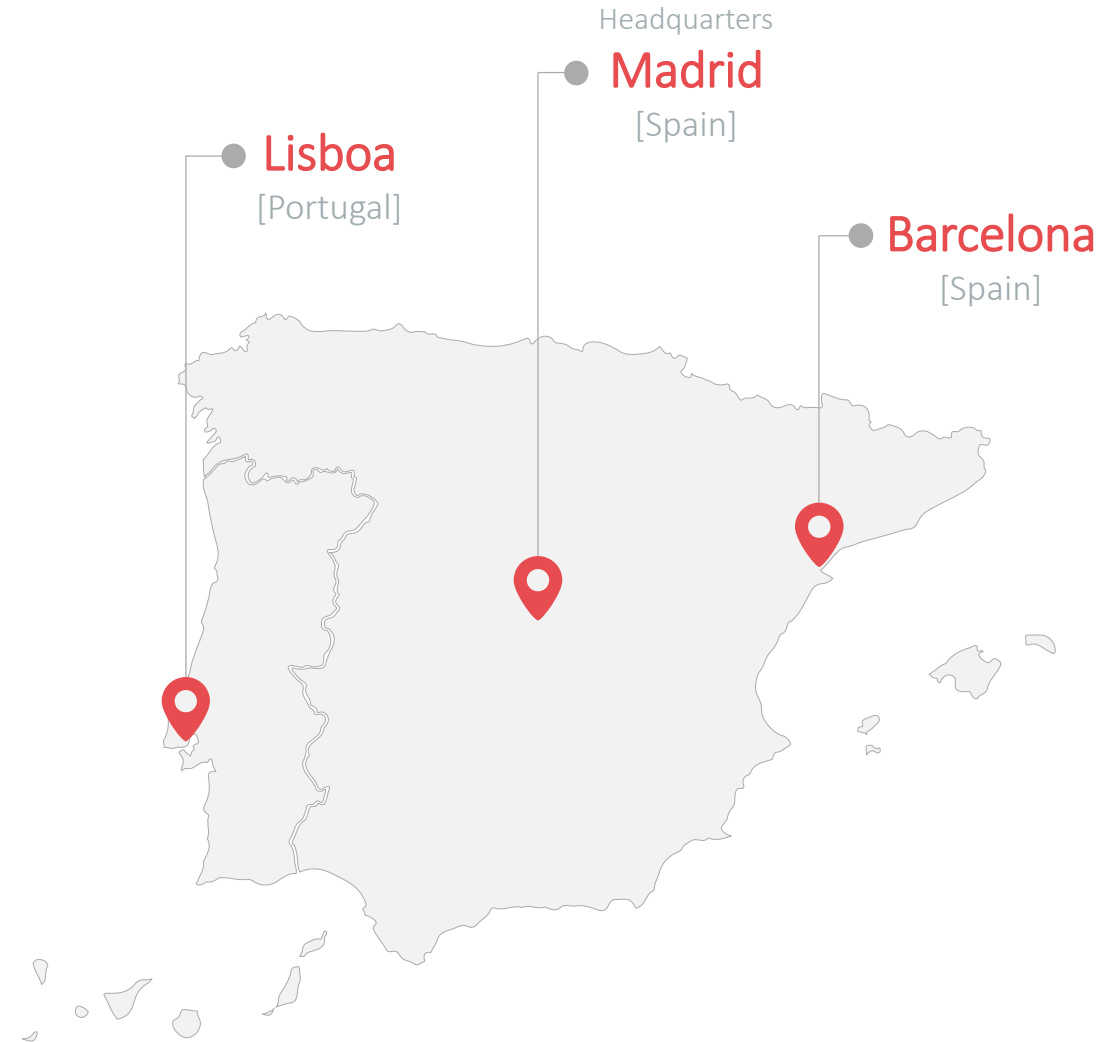 Headquarters
Madrid
[Spain]
Lisboa
[Portugal]
Barcelona
[Spain]